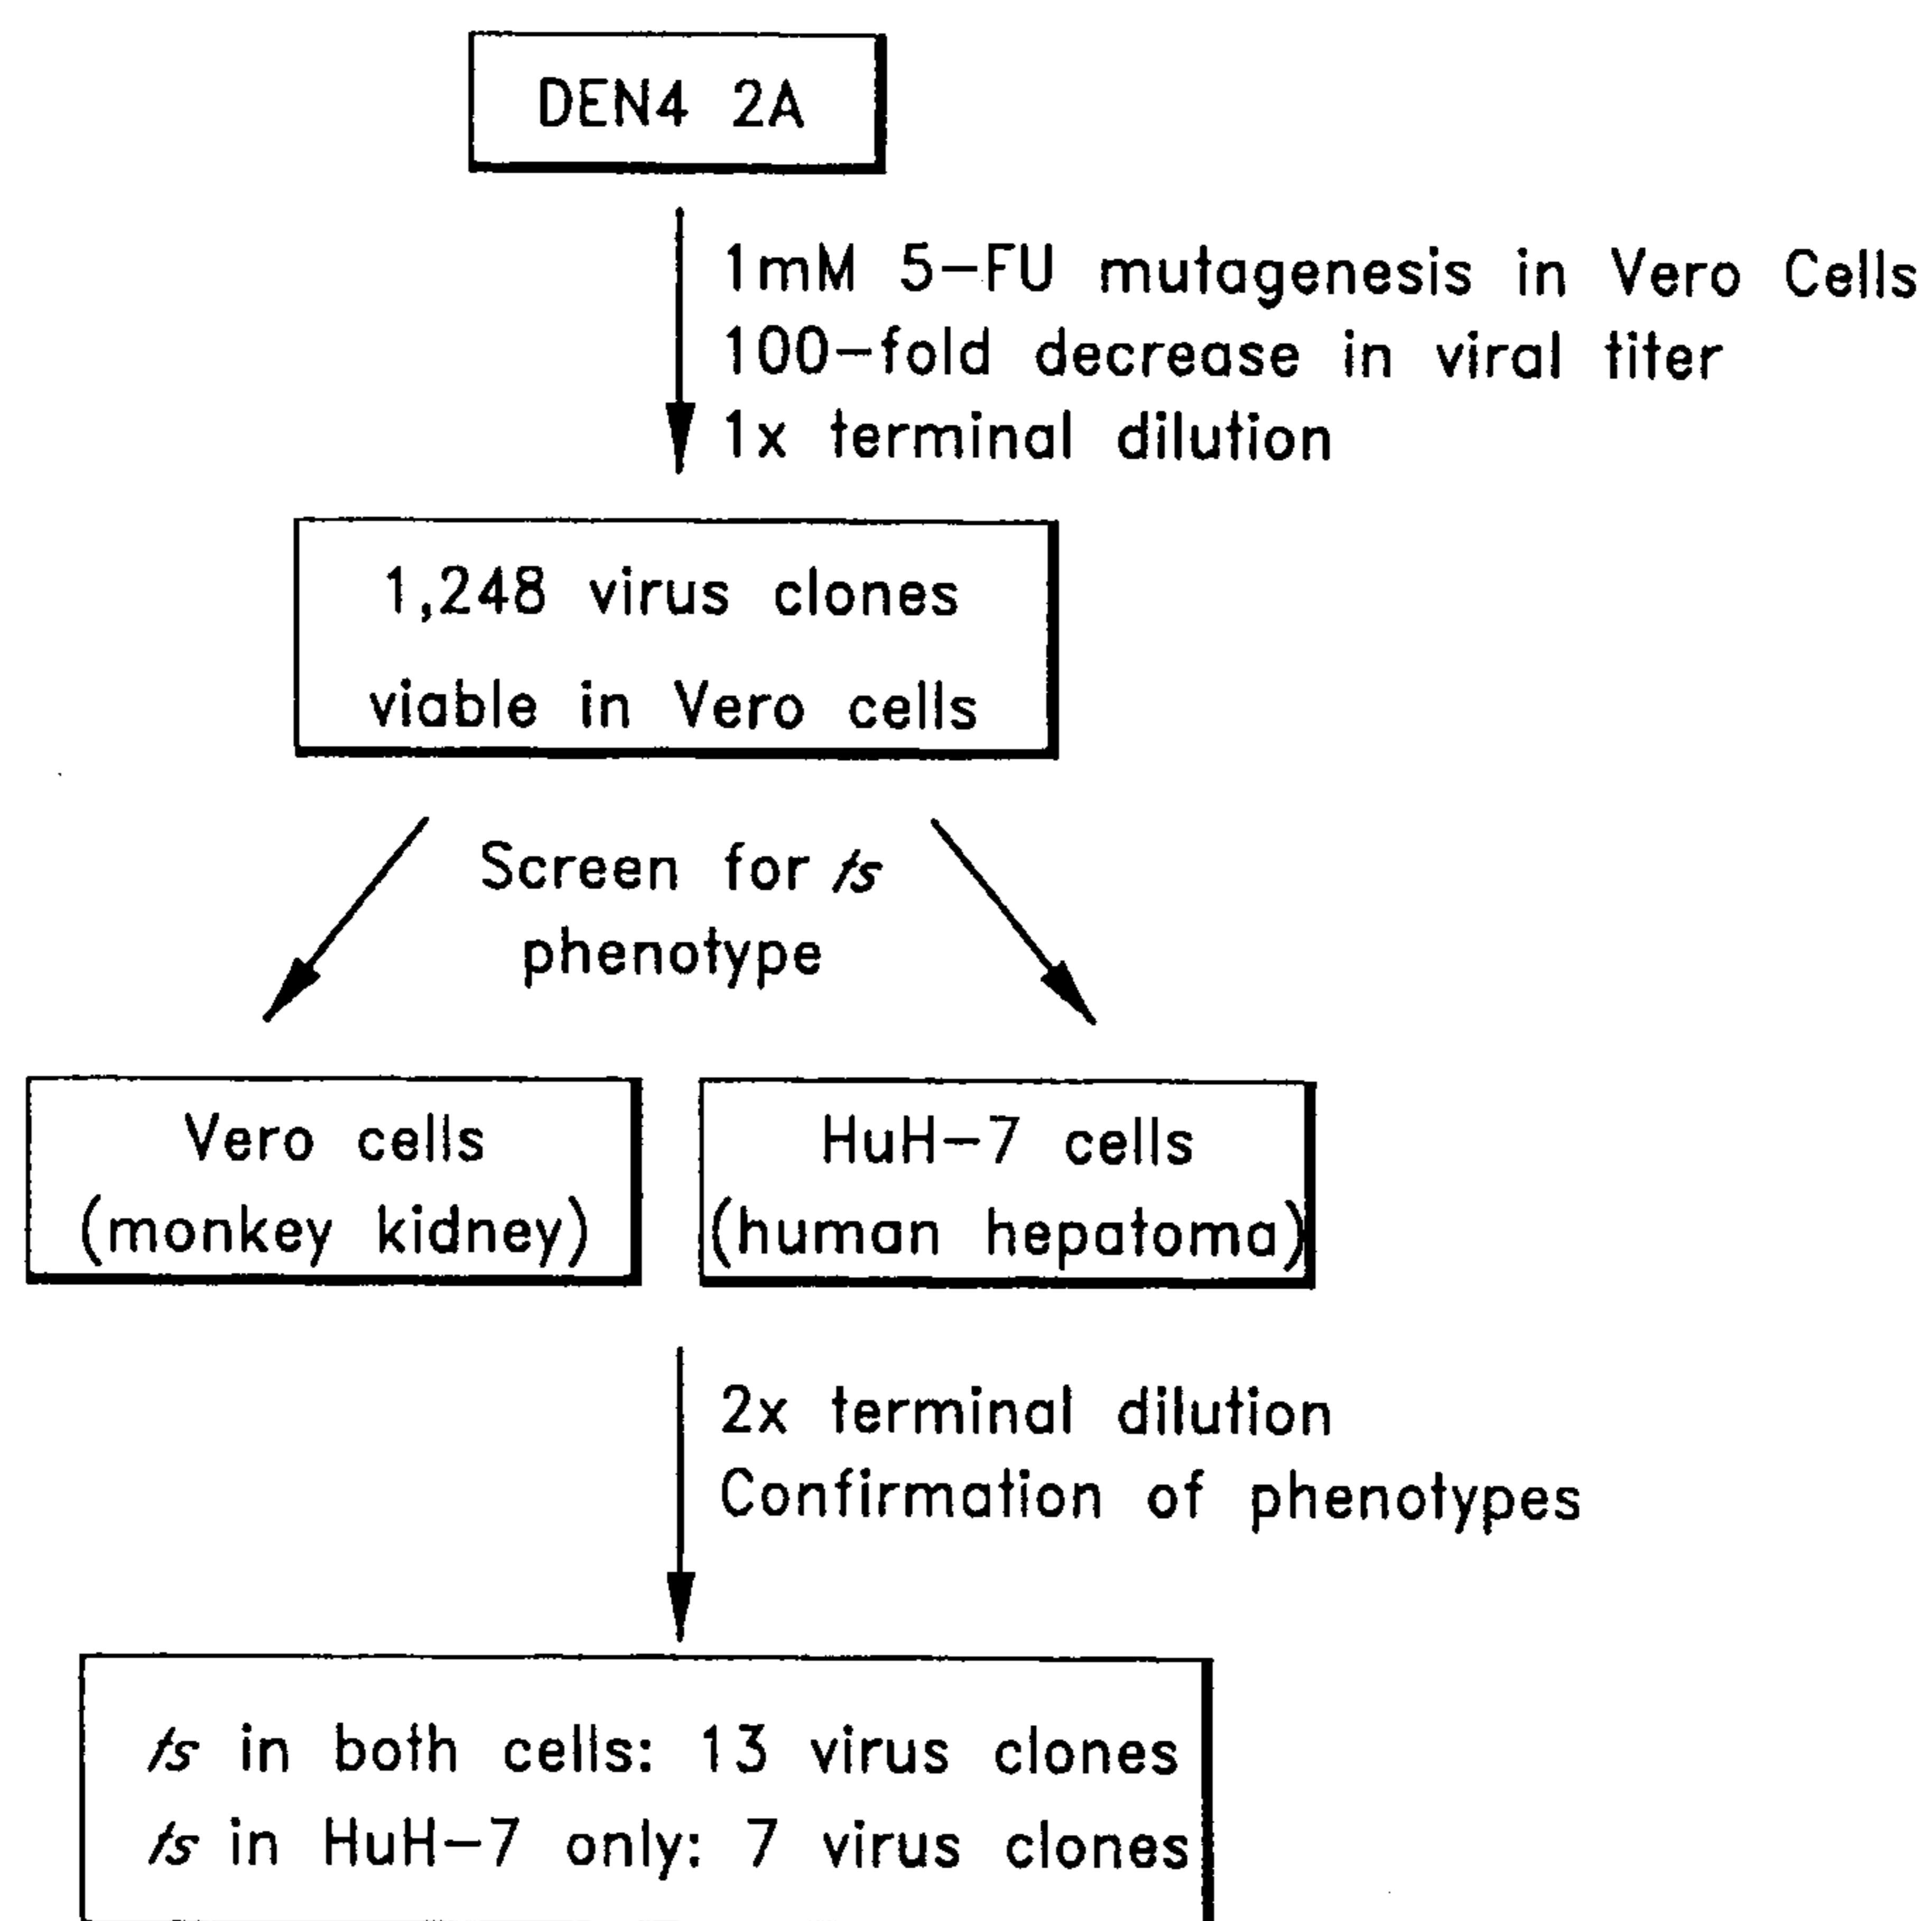 DEN4 2A
1mM 5-FU mutagenesis in Vero Cells
100-fold decrease in viral titer
1x terminal dilution
1,248 virus clones
viable in Vero cells
Screen for ts
phenotype
Vero cells
(monkey kidney)
HuH-7 cells
(human hepatoma)
2x terminal dilution
Confirmation of phenotypes
ts in both cells: 13 virus clones
ts in HuH-7 only: 7 virus clones